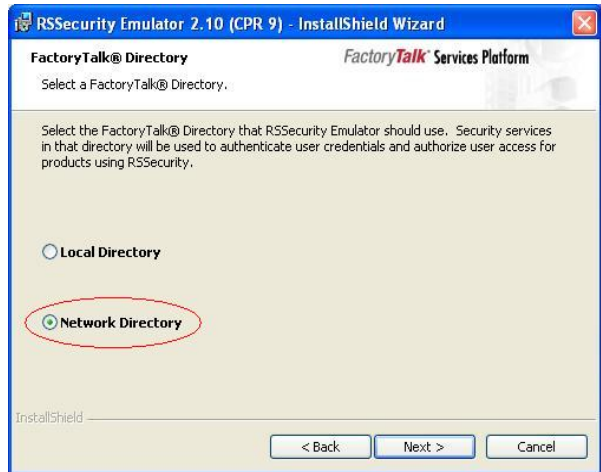 RSSecurity Emulator 2.10 (CPR 9) - InstallShield Wizard
FactoryTalk® Directory
FactoryTalk® Services Platform
Select a FactoryTalk® Directory.
Select the FactoryTalk® Directory that RSSecurity Emulator should use.  Security services
in that directory will be used to authenticate user credentials and authorize user access for
products using RSSecurity.
Local Directory
Network Directory
InstallShield
< Back
Next >
Cancel